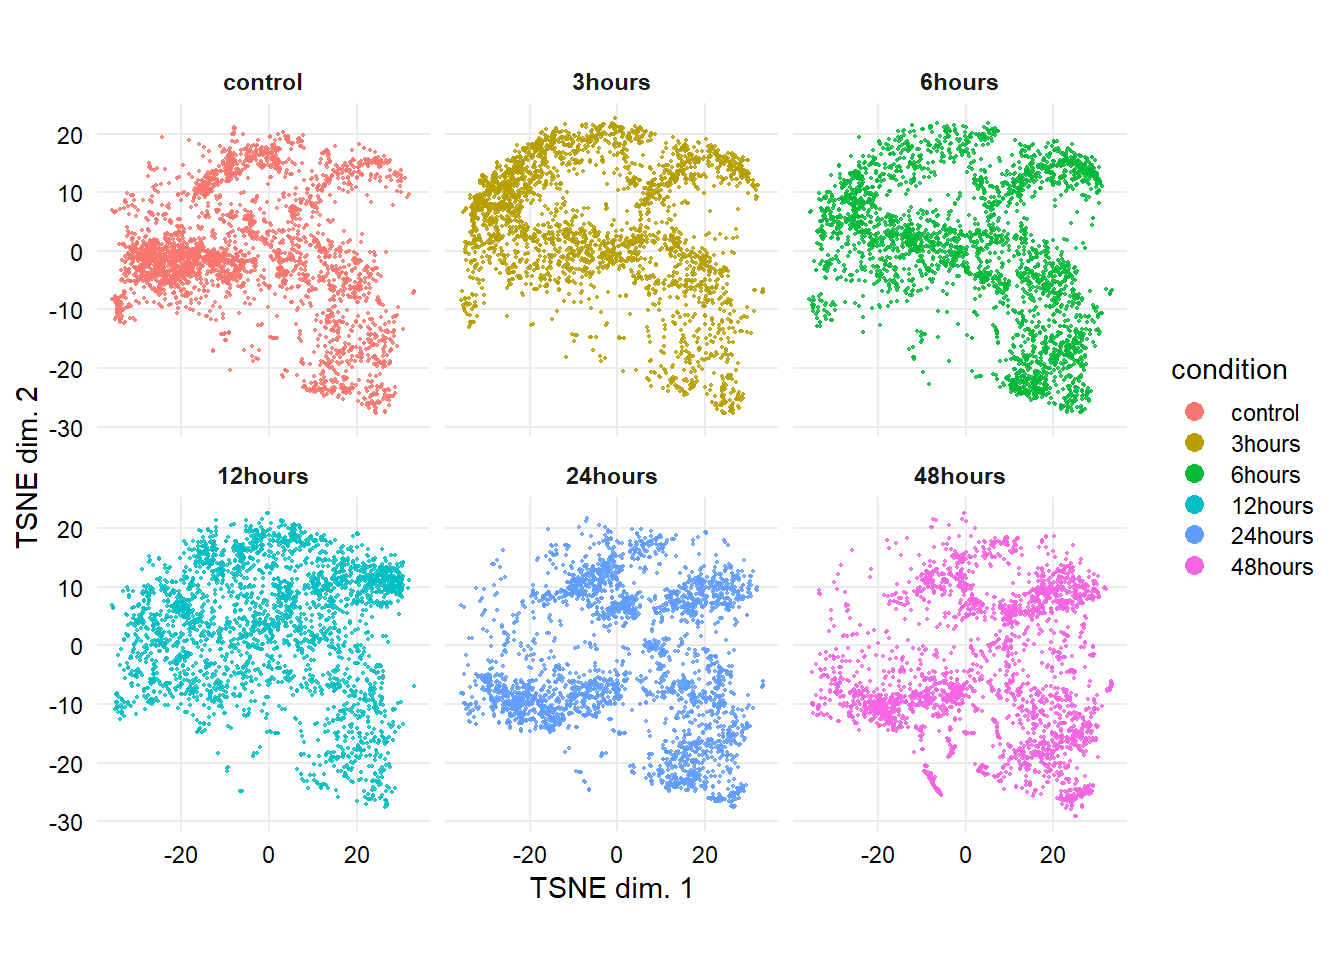 control 3hours 6hours
20
10
0
-10
-20
-30
12hours 24hours 48hours
20
10
0
-10
-20
-30
-20 0 20 -20 0 20 -20 0 20
TSNE dim. 1
TSNE dim. 2
condition
control
3hours
6hours
12hours
24hours
48hours